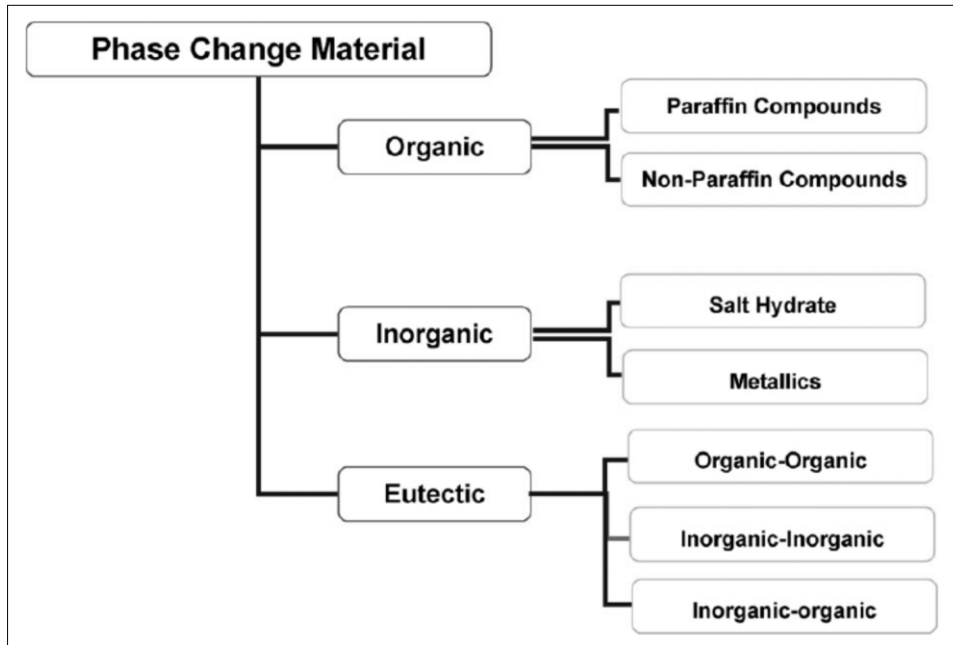 Phase Change Material
Organic
Paraffin Compounds
Non-Paraffin Compounds
Inorganic
Salt Hydrate
Metallics
Eutectic
Organic-Organic
Inorganic-Inorganic
Inorganic-organic